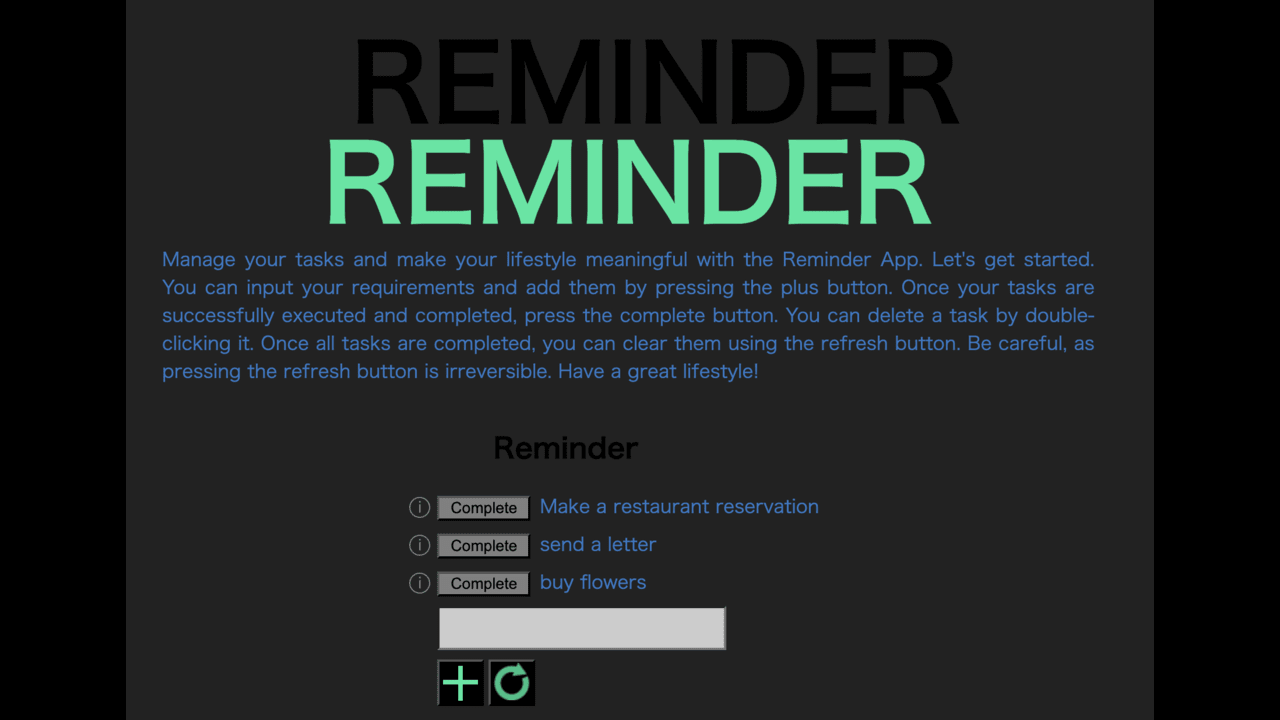 REMINDER
REMINDER
Manage your tasks and make your lifestyle meaningful with the Reminder App. Let's get started.
You can input your requirements and add them by pressing the plus button. Once your tasks are
successfully executed and completed, press the complete button. You can delete a task by double-
clicking it. Once all tasks are completed, you can clear them using the refresh button. Be careful, as
pressing the refresh button is irreversible. Have a great lifestyle!
Reminder
ⓘ Complete Make a restaurant reservation
ⓘ Complete send a letter
ⓘ Complete buy flowers